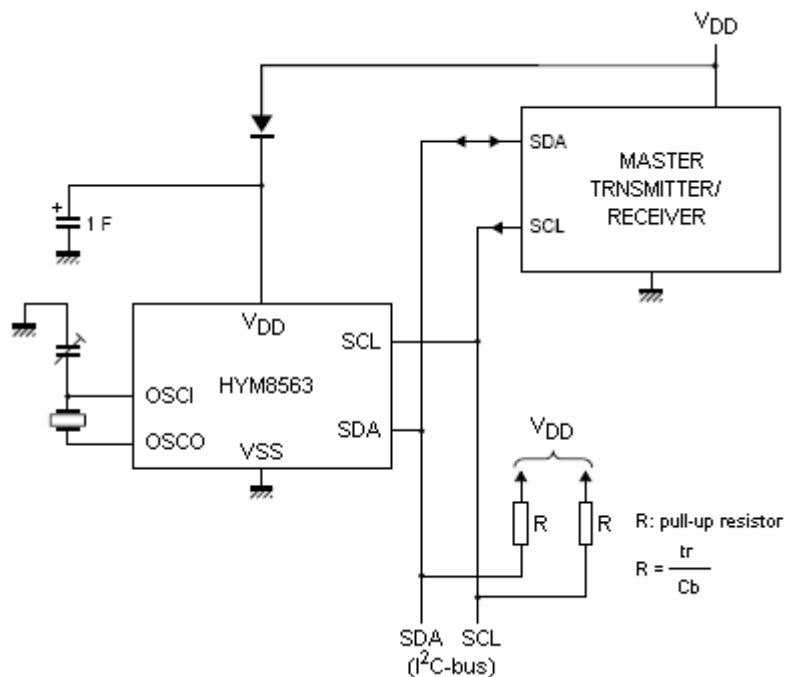 VDD
SDA
MASTER
TRNSMITTER/
RECEIVER
SCL
+
1 F
VDD
SCL
HYM8563
OSCI
SDA
OSCO
VSS
VDD
R
R
R: pull-up resistor
R = tr
Cb
SDA SCL
(I²C-bus)